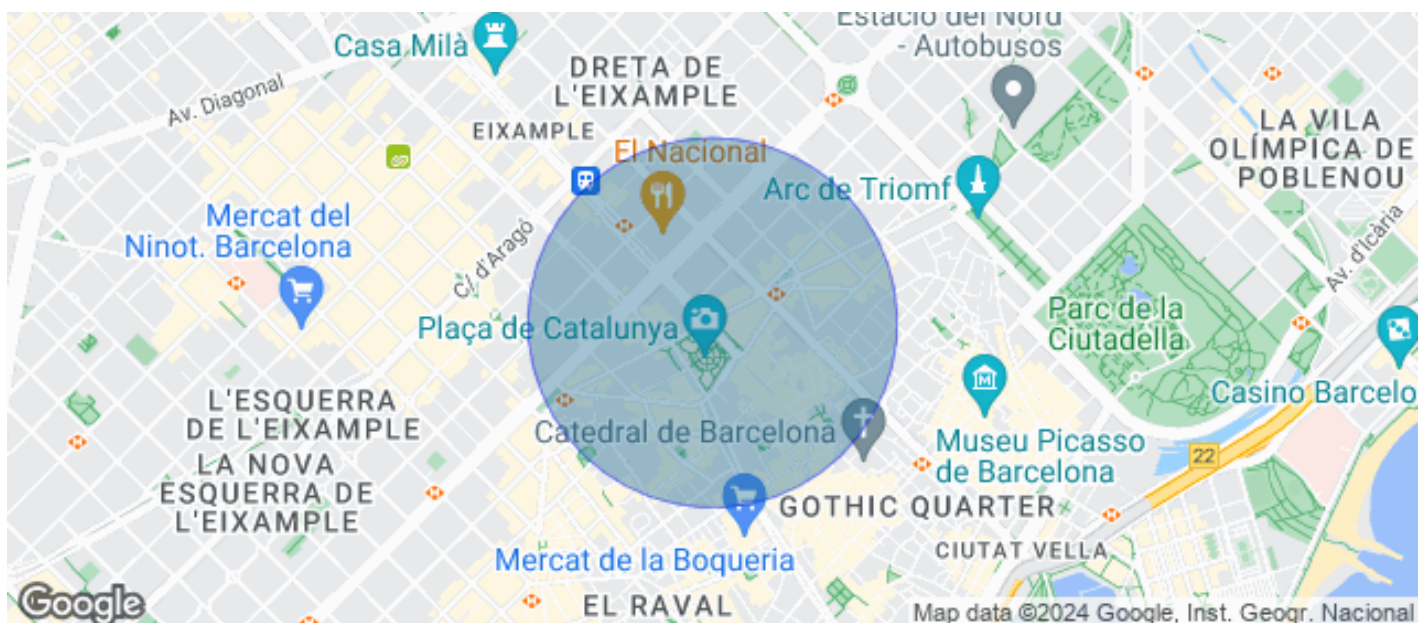 Estació del Nord
- Autobusos
Casa Milà
DRETA DE
L'EIXAMPLE
Av. Diagonal
EIXAMPLE
LA VILA
OLÍMPICA DE
POBLENOU
El Nacional
Arc de Triomf
Mercat del
Ninot. Barcelona
C/ d'Aragó
Av. d'Icària
Plaça de Catalunya
Parc de la
Ciutadella
Casino Barcelo
L'ESQUERRA
DE L'EIXAMPLE
Catedral de Barcelona
Museu Picasso
de Barcelona
22
LA NOVA
ESQUERRA DE
L'EIXAMPLE
GOTHIC QUARTER
Mercat de la Boqueria
CIUTAT VELLA
EL RAVAL
Google
Map data ©2024 Google, Inst. Geogr. Nacional